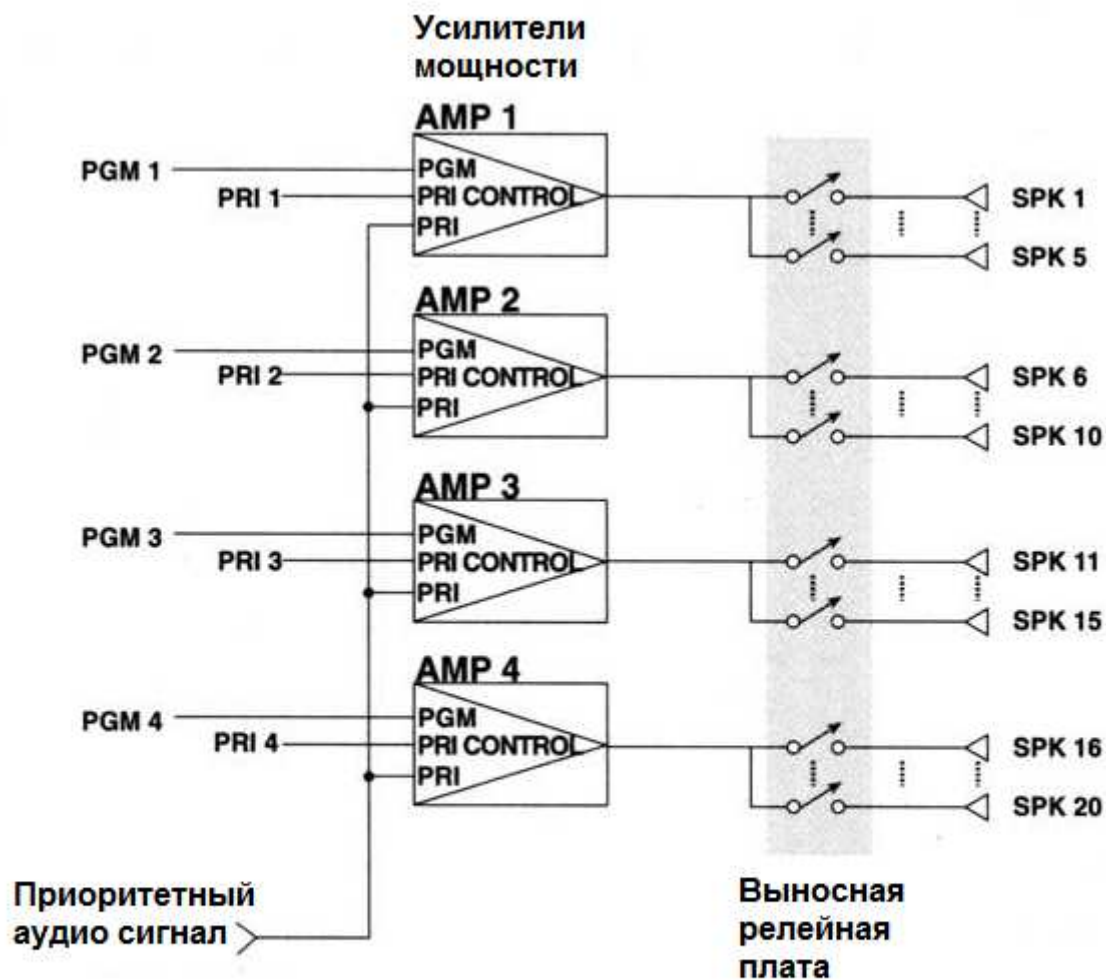 Усилители
мощности
AMP 1
PGM 1
PGM
PRI 1
PRI CONTROL
PRI
SPK 1
SPK 5
AMP 2
PGM 2
PGM
PRI 2
PRI CONTROL
PRI
SPK 6
SPK 10
AMP 3
PGM 3
PGM
PRI 3
PRI CONTROL
PRI
SPK 11
SPK 15
AMP 4
PGM 4
PGM
PRI 4
PRI CONTROL
PRI
SPK 16
SPK 20
Приоритетный
аудио сигнал
Выносная
релейная
плата